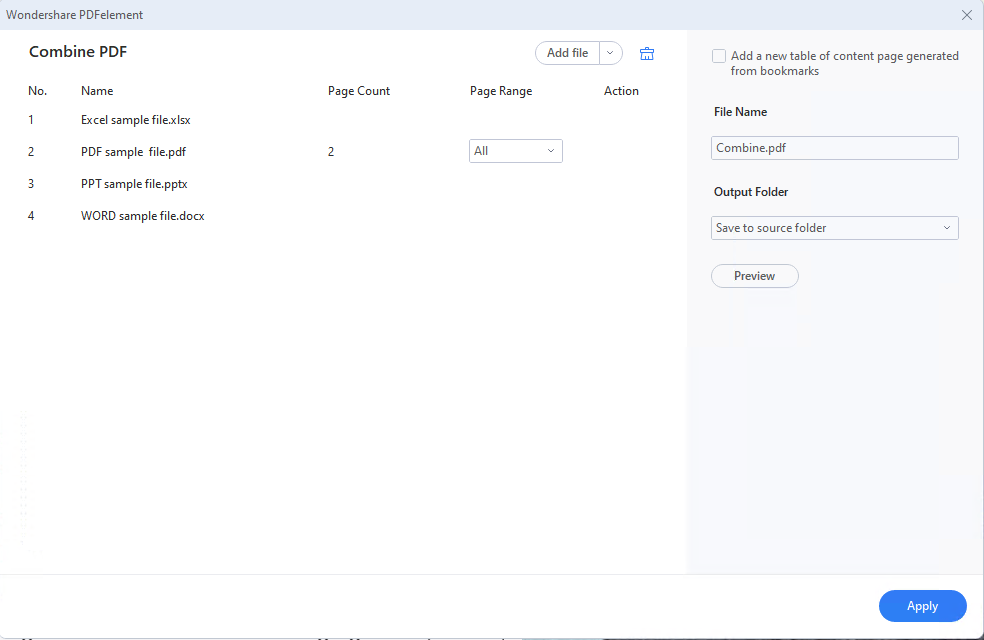 Wondershare PDFelement
Combine PDF
Add file
No. Name Page Count Page Range Action
1 Excel sample file.xlsx
2 PDF sample file.pdf 2 All
3 PPT sample file.pptx
4 WORD sample file.docx
Add a new table of content page generated
from bookmarks
File Name
Combine.pdf
Output Folder
Save to source folder
Preview
Apply